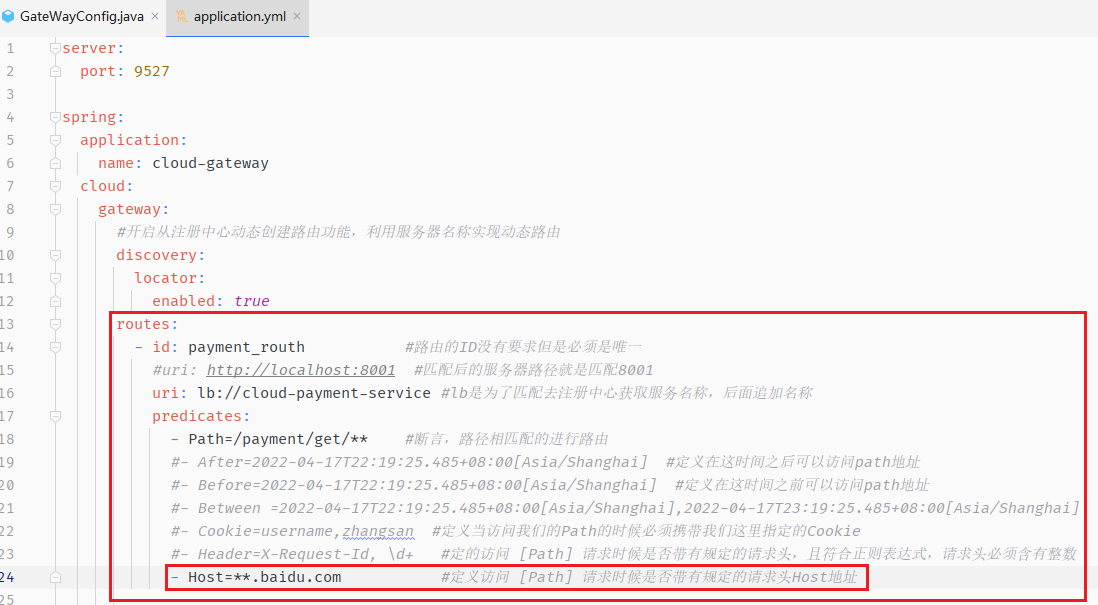 GateWayConfig.java × application.yml ×
1 server:
2 port: 9527
3
4 spring:
5 application:
6 name: cloud-gateway
7 cloud:
8 gateway:
9 #开启从注册中心动态创建路由功能，利用服务器名称实现动态路由
10 discovery:
11 locator:
12 enabled: true
13 routes:
14 - id: payment_routh #路由的ID没有要求但是必须是唯一
15 #uri: http://localhost:8001 #匹配后的服务器路径就是匹配8001
16 uri: lb://cloud-payment-service #lb是为了匹配去注册中心获取服务名称，后面追加名称
17 predicates:
18 - Path=/payment/get/** #断言，路径相匹配的进行路由
19 #- After=2022-04-17T22:19:25.485+08:00[Asia/Shanghai] #定义在这时间之后可以访问path地址
20 #- Before=2022-04-17T22:19:25.485+08:00[Asia/Shanghai] #定义在这时间之前可以访问path地址
21 #- Between =2022-04-17T22:19:25.485+08:00[Asia/Shanghai],2022-04-17T23:19:25.485+08:00[Asia/Shanghai]
22 #- Cookie=username,zhangsan #定义当访问我们的Path的时候必须携带我们这里指定的Cookie
23 #- Header=X-Request-Id, \d+ #定的访问 [Path] 请求时候是否带有规定的请求头，且符合正则表达式，请求头必须含有整数
24 - Host=**.baidu.com #定义访问 [Path] 请求时候是否带有规定的请求头Host地址
25